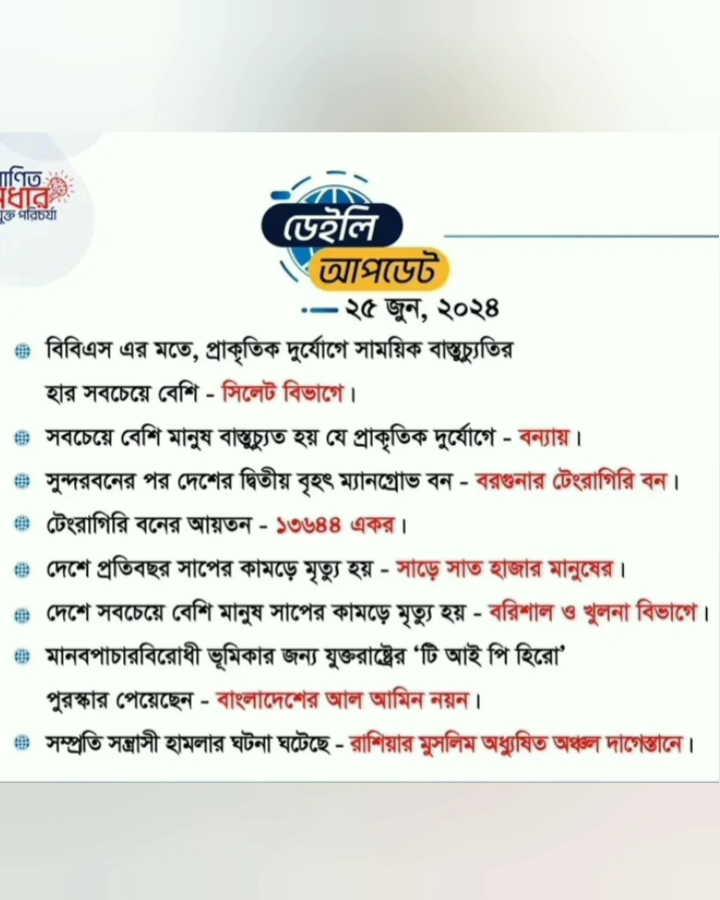 ডেইলি
আপডেট
২৫ জুন, ২০২৪
বিবিএস এর মতে, প্রাকৃতিক দুর্যোগে সাময়িক বাস্তুচ্যুতির
হার সবচেয়ে বেশি - সিলেট বিভাগে।
সবচেয়ে বেশি মানুষ বাস্তুচ্যুত হয় যে প্রাকৃতিক দুর্যোগে - বন্যায়।
সুন্দরবনের পর দেশের দ্বিতীয় বৃহৎ ম্যানগ্রোভ বন - বরগুনার টেংরাগিরি বন।
টেংরাগিরি বনের আয়তন - ১৩৬৪৪ একর।
দেশে প্রতিবছর সাপের কামড়ে মৃত্যু হয় - সাড়ে সাত হাজার মানুষের।
দেশে সবচেয়ে বেশি মানুষ সাপের কামড়ে মৃত্যু হয় - বরিশাল ও খুলনা বিভাগে।
মানবপাচারবিরোধী ভূমিকার জন্য যুক্তরাষ্ট্রের ‘টি আই পি হিরো’
পুরস্কার পেয়েছেন - বাংলাদেশের আল আমিন নয়ন।
সম্প্রতি সন্ত্রাসী হামলার ঘটনা ঘটেছে - রাশিয়ার মুসলিম অধ্যুষিত অঞ্চল দাগেস্তানে।